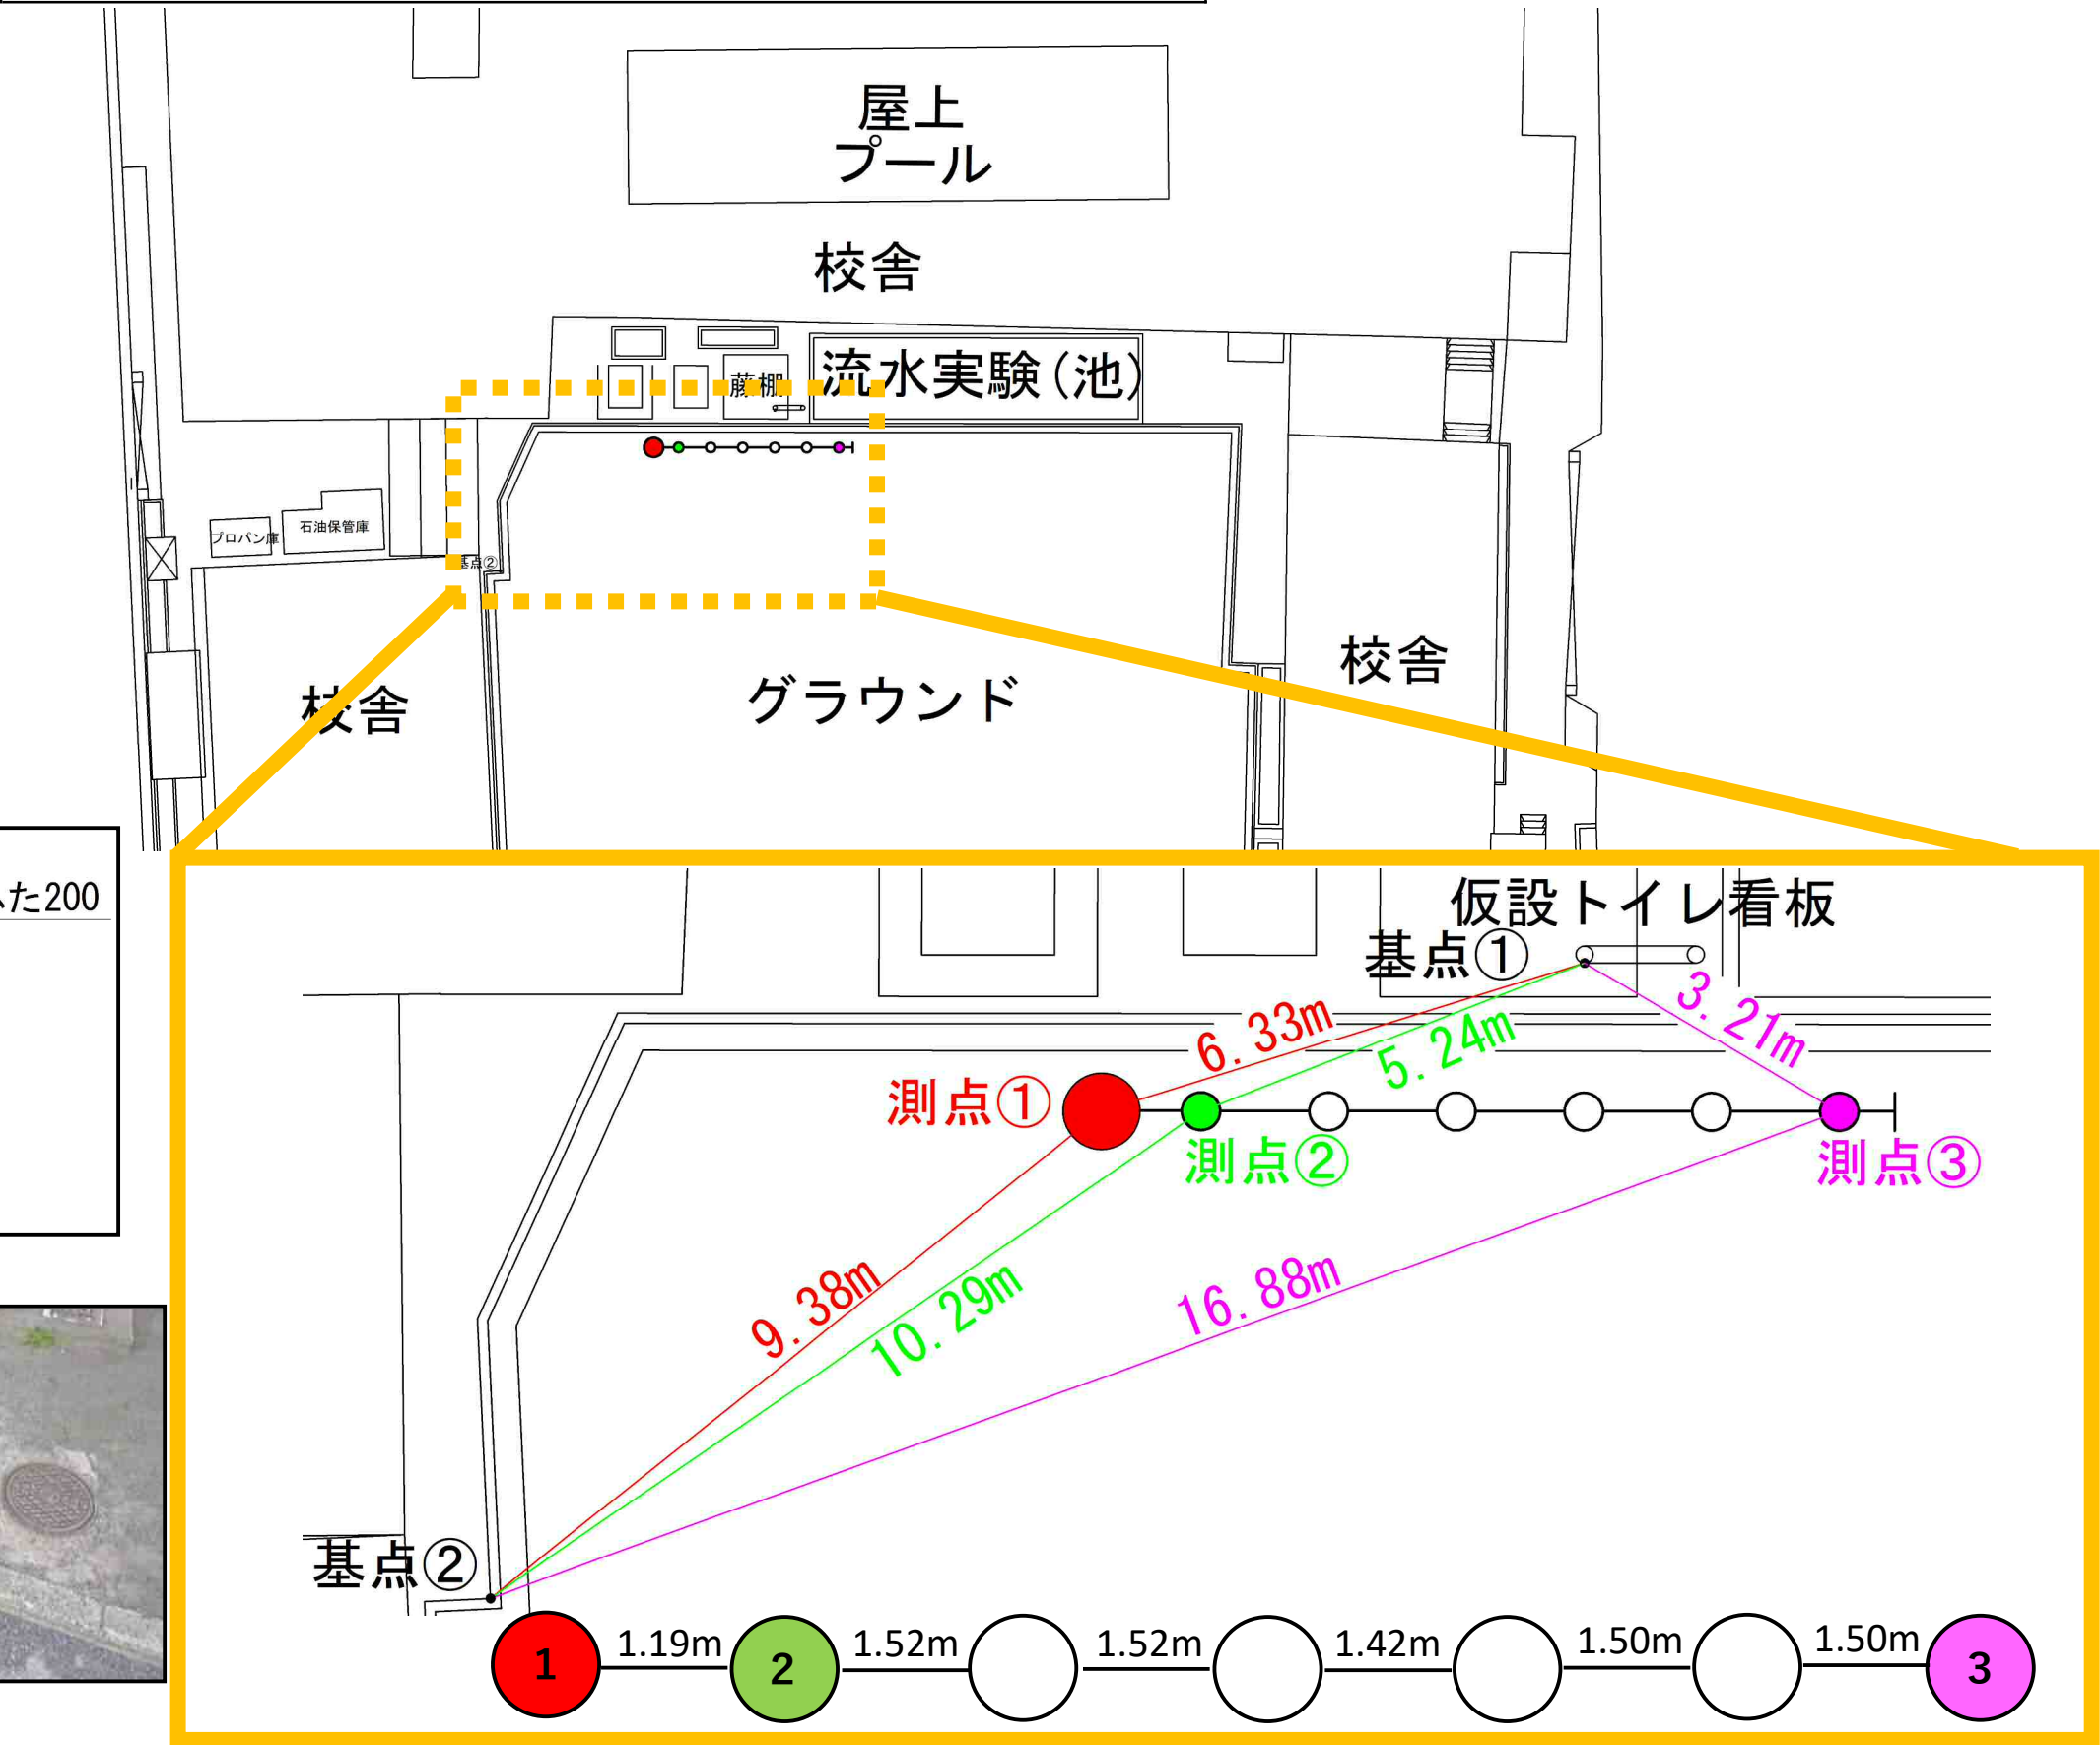 屋上
プール
校舎
藤棚
流水実験(池)
プロパン庫
石油保管庫
基点②
校舎
グラウンド
校舎
ふた200
仮設トイレ看板
基点①
3.21m
6.33m
5.24m
測点①
測点②
測点③
9.38m
10.29m
16.88m
基点②
1 1.19m 2 1.52m 1.52m 1.42m 1.50m 1.50m 3